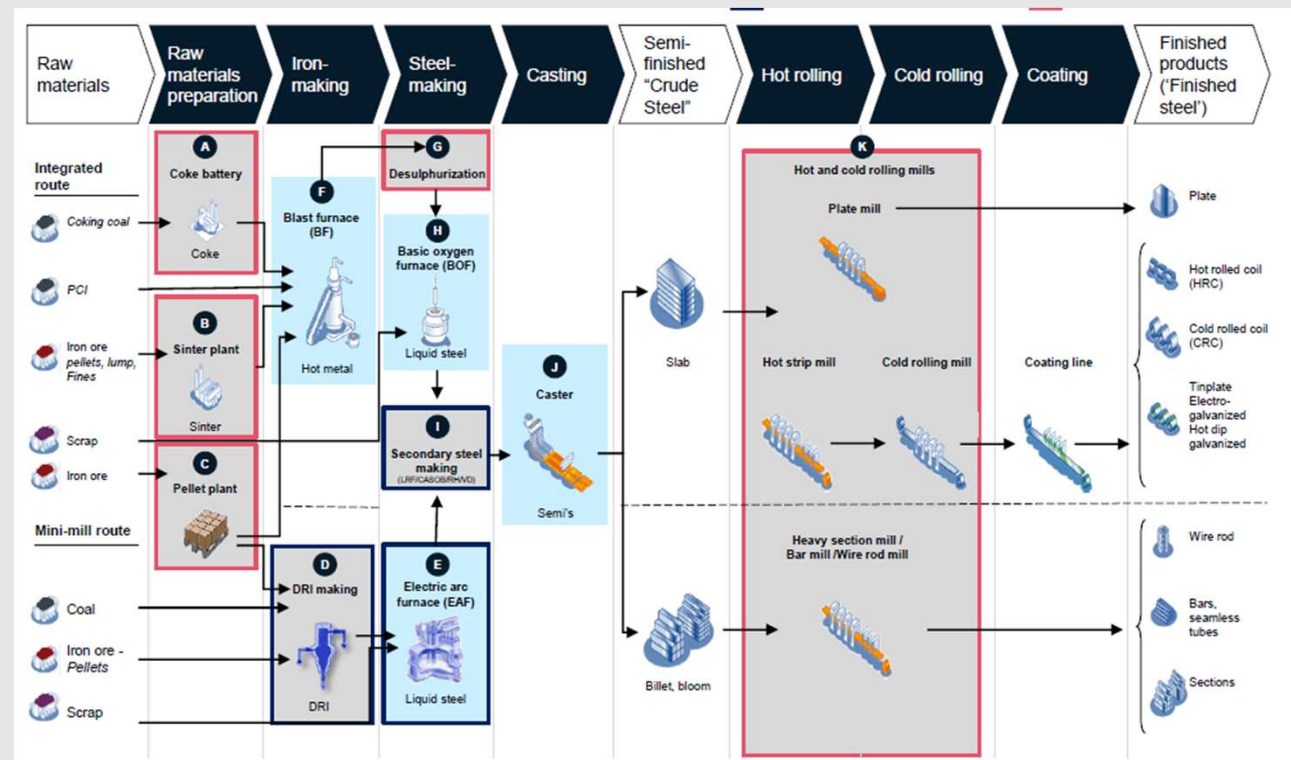 Raw
materials
Raw
materials
preparation
Iron-
making
Steel-
making
Casting
Semi-
finished
“Crude
Steel”
Hot rolling
Cold rolling
Coating
Finished
products
(‘Finished
steel’)
Integrated
route
Coking coal
PCI
Iron ore
pellets, lump,
Fines
Scrap
Iron ore
Mini-mill route
Coal
Iron ore -
Pellets
Scrap
A
Coke battery
Coke
B
Sinter plant
Sinter
C
Pellet plant
F
Blast furnace
(BF)
Hot metal
D
DRI making
DRI
G
Desulphurization
H
Basic oxygen
furnace (BOF)
Liquid steel
I
Secondary steel
making
(LRF/CASOB/RH/VD)
E
Electric arc
furnace (EAF)
Liquid steel
J
Caster
Semi's
Slab
Billet, bloom
K
Hot and cold rolling mills
Plate mill
Hot strip mill
Cold rolling mill
Coating line
Heavy section mill /
Bar mill /Wire rod mill
Plate
Hot rolled coil
(HRC)
Cold rolled coil
(CRC)
Tinplate
Electro-
galvanized
Hot dip
galvanized
Wire rod
Bars,
seamless
tubes
Sections